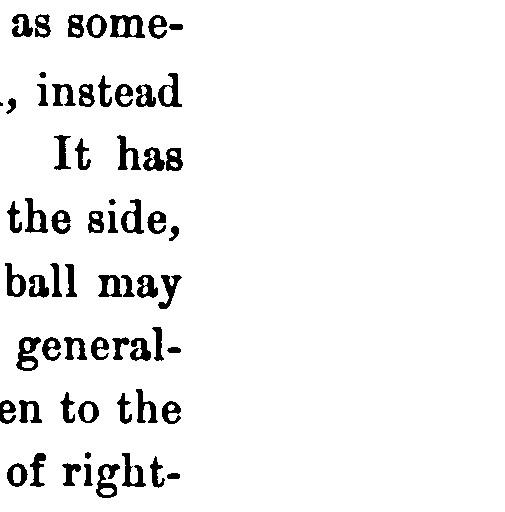 as some-
, instead
It has
the side,
ball may
general-
en to the
of right-